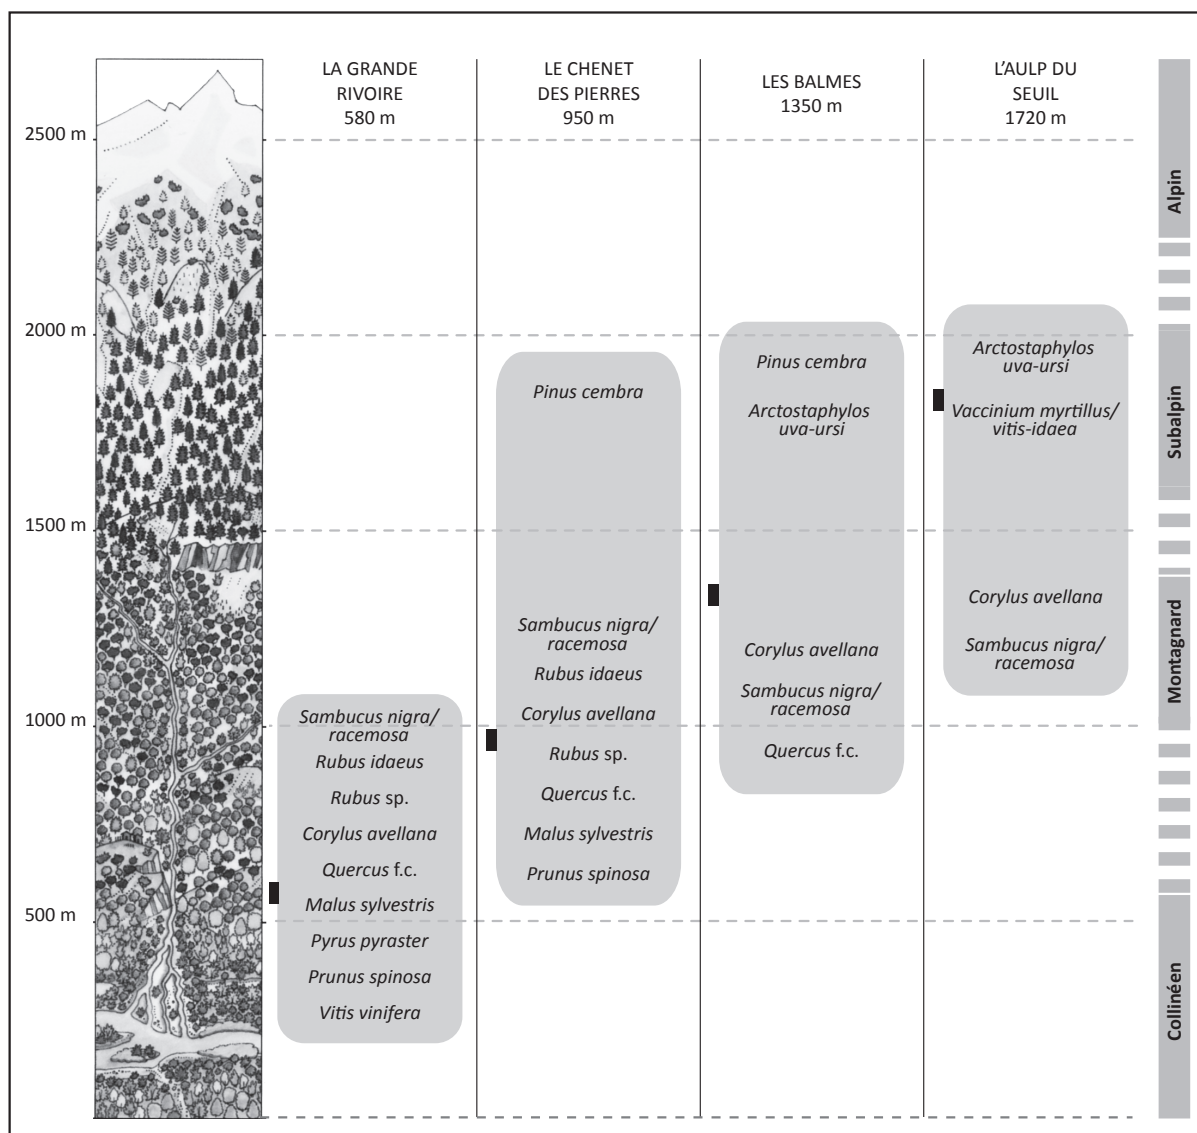 LA GRANDE
RIVOIRE
580 m
LE CHENET
DES PIERRES
950 m
LES BALMES
1350 m
L'AULP DU
SEUIL
1720 m
2500 m
2000 m
1500 m
1000 m
500 m
Sambucus nigra/
racemosa
Rubus idaeus
Rubus sp.
Corylus avellana
Quercus f.c.
Malus sylvestris
Pyrus pyraster
Prunus spinosa
Vitis vinifera
Pinus cembra
Sambucus nigra/
racemosa
Rubus idaeus
Corylus avellana
Rubus sp.
Quercus f.c.
Malus sylvestris
Prunus spinosa
Pinus cembra
Arctostaphylos
uva-ursi
Corylus avellana
Sambucus nigra/
racemosa
Quercus f.c.
Arctostaphylos
uva-ursi
Vaccinium myrtillus/
vitis-idaea
Corylus avellana
Sambucus nigra/
racemosa
Alpin
Subalpin
Montagnard
Collinéen